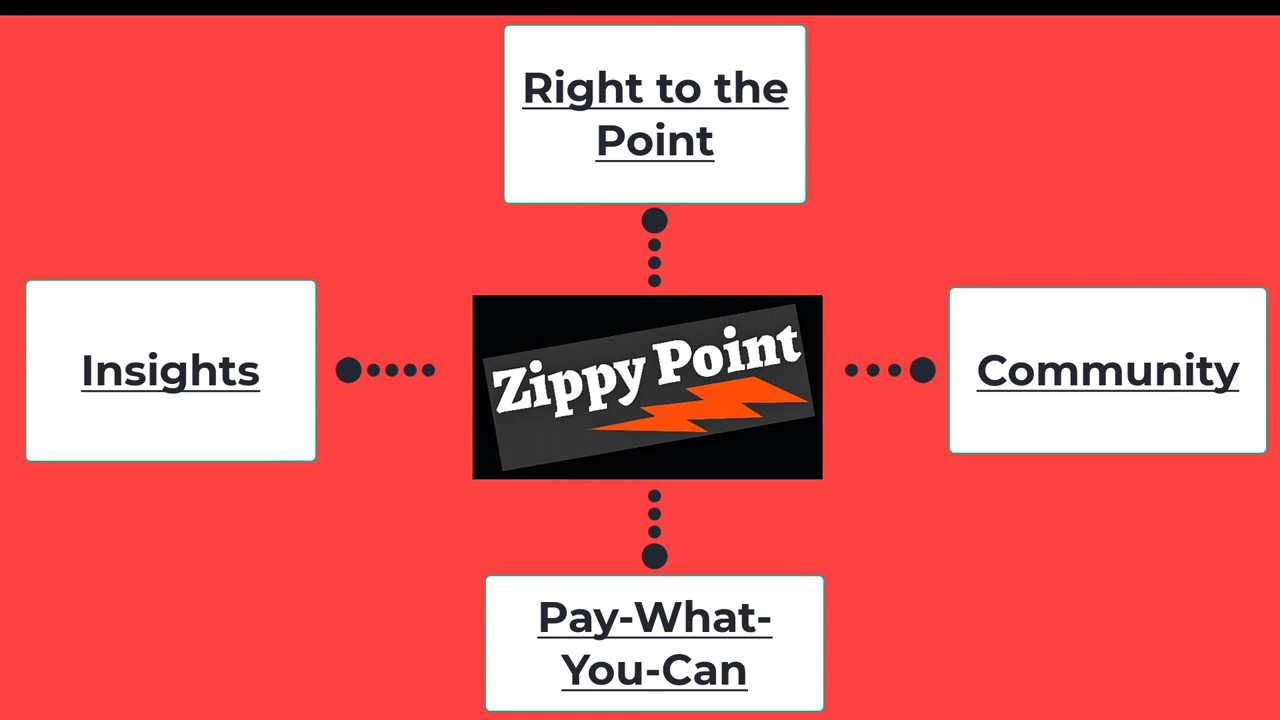 Right to the
Point
Insights
Zippy Point
Community
Pay-What-
You-Can